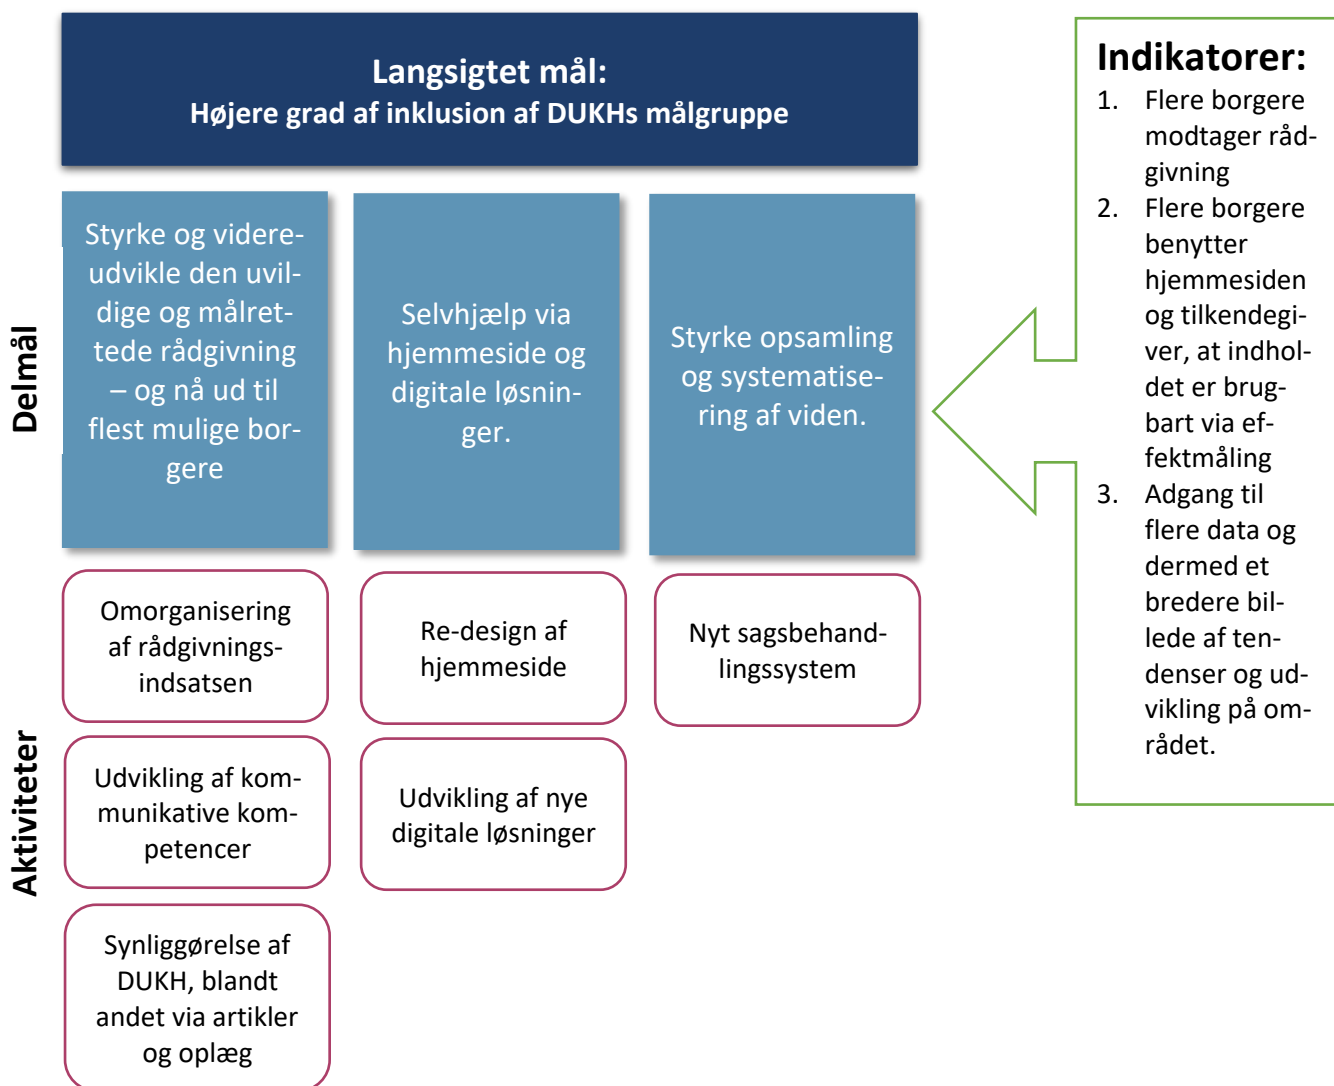 Langsigtet mål:
Højere grad af inklusion af DUKHs målgruppe
Delmål
Styrke og videre-
udvikle den uvil-
dige og målret-
tede rådgivning
– og nå ud til
flest mulige bor-
gere
Selvhjælp via
hjemmeside og
digitale løsnin-
ger.
Styrke opsamling
og systematise-
ring af viden.
Aktiviteter
Omorganisering
af rådgivnings-
indsatsen
Udvikling af kom-
munikative kom-
petencer
Synliggørelse af
DUKH, blandt
andet via artikler
og oplæg
Re-design af
hjemmeside
Udvikling af nye
digitale løsninger
Nyt sagsbehand-
lingssystem
Indikatorer:
1. Flere borgere
modtager råd-
givning
2. Flere borgere
benytter
hjemmesiden
og tilkendegi-
ver, at indhol-
det er brug-
bart via ef-
fektmåling
3. Adgang til
flere data og
dermed et
bredere bil-
lede af ten-
denser og ud-
vikling på om-
rådet.